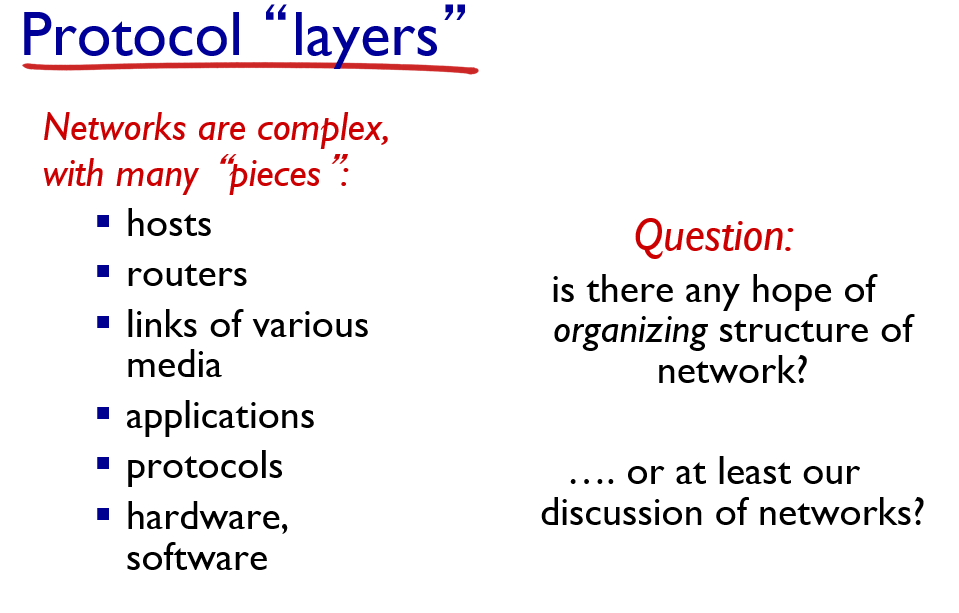 Protocol “layers”
Networks are complex,
with many “pieces”:
▪ hosts
▪ routers
▪ links of various
media
▪ applications
▪ protocols
▪ hardware,
software
Question:
is there any hope of
organizing structure of
network?
…. or at least our
discussion of networks?